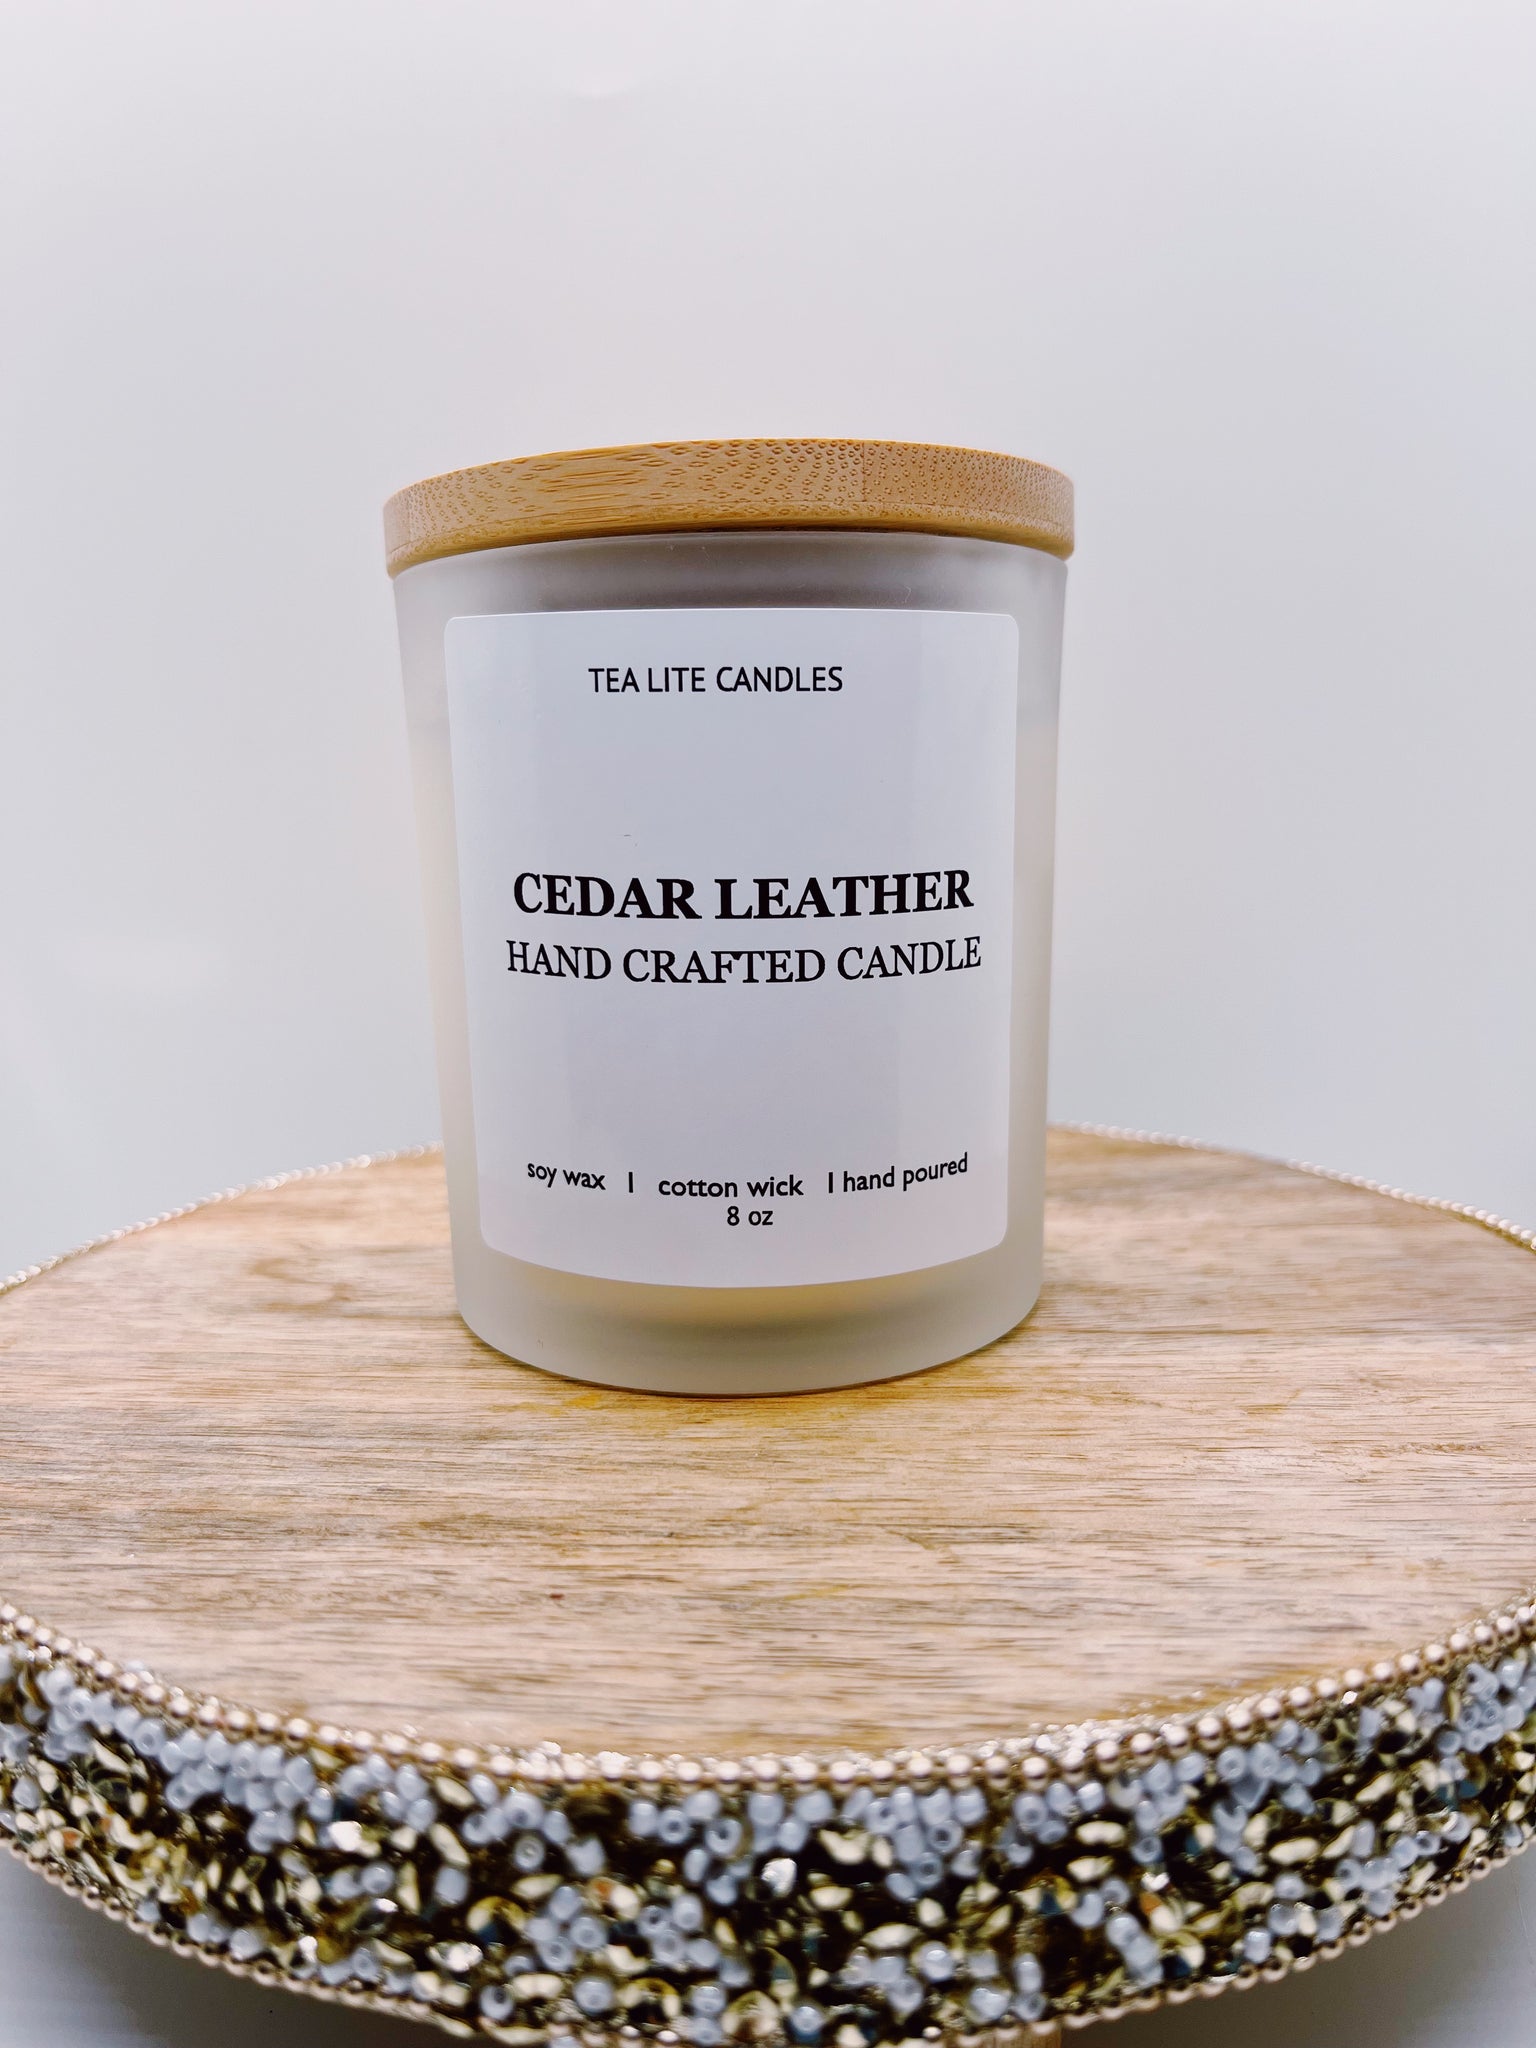 TEA LITE CANDLES
CEDAR LEATHER
HAND CRAFTED CANDLE
soy wax I cotton wick I hand poured
8 oz